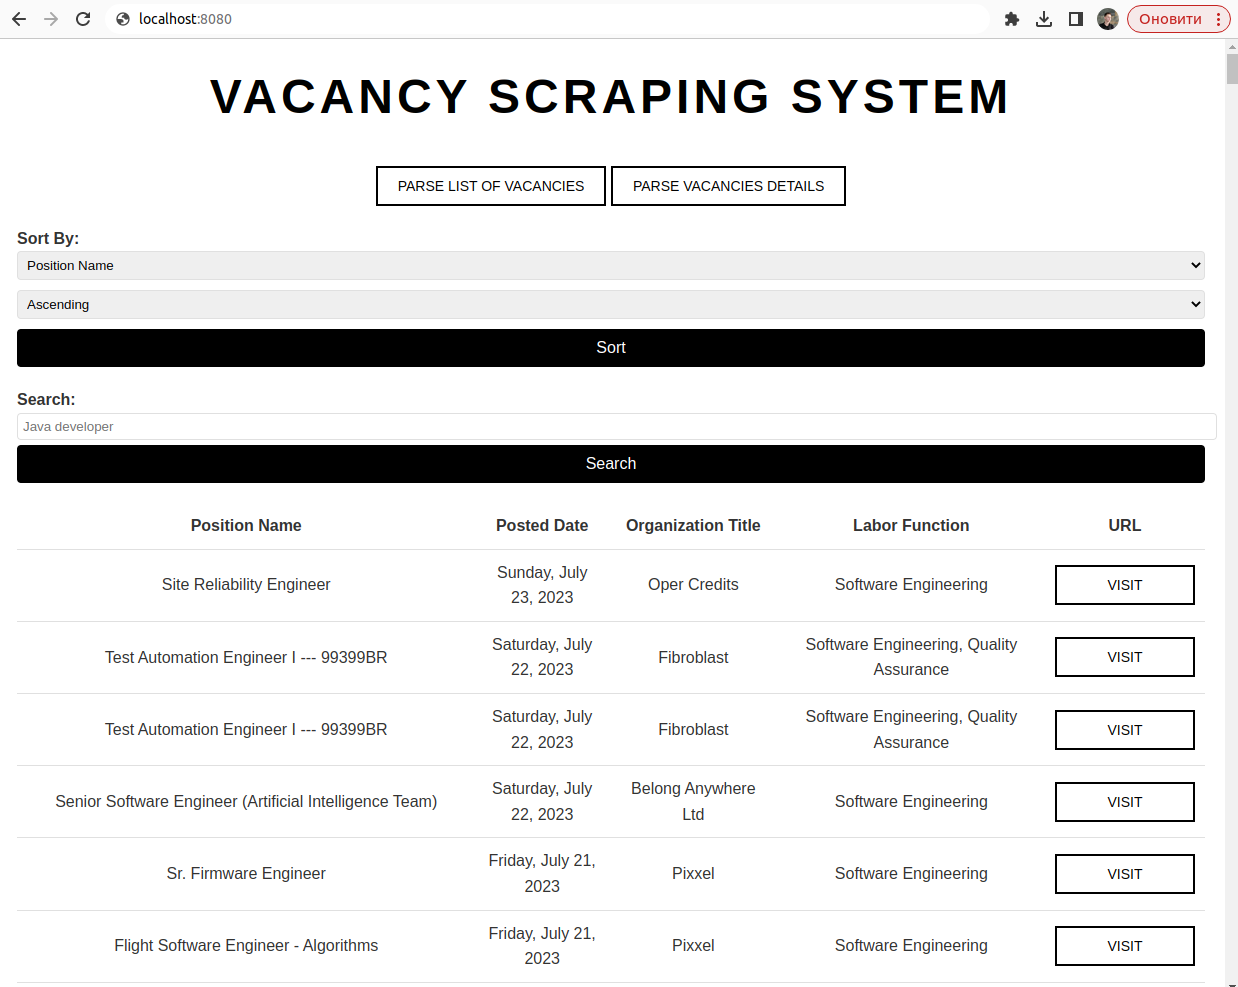 localhost:8080
Оновити
VACANCY SCRAPING SYSTEM
PARSE LIST OF VACANCIES PARSE VACANCIES DETAILS
Sort By:
Position Name
Ascending
Sort
Search:
Java developer
Search
Position Name Posted Date Organization Title Labor Function URL
Site Reliability Engineer Sunday, July 23, 2023 Oper Credits Software Engineering VISIT
Test Automation Engineer I --- 99399BR Saturday, July 22, 2023 Fibroblast Software Engineering, Quality Assurance VISIT
Test Automation Engineer I --- 99399BR Saturday, July 22, 2023 Fibroblast Software Engineering, Quality Assurance VISIT
Senior Software Engineer (Artificial Intelligence Team) Saturday, July 22, 2023 Belong Anywhere Ltd Software Engineering VISIT
Sr. Firmware Engineer Friday, July 21, 2023 Pixxel Software Engineering VISIT
Flight Software Engineer - Algorithms Friday, July 21, 2023 Pixxel Software Engineering VISIT